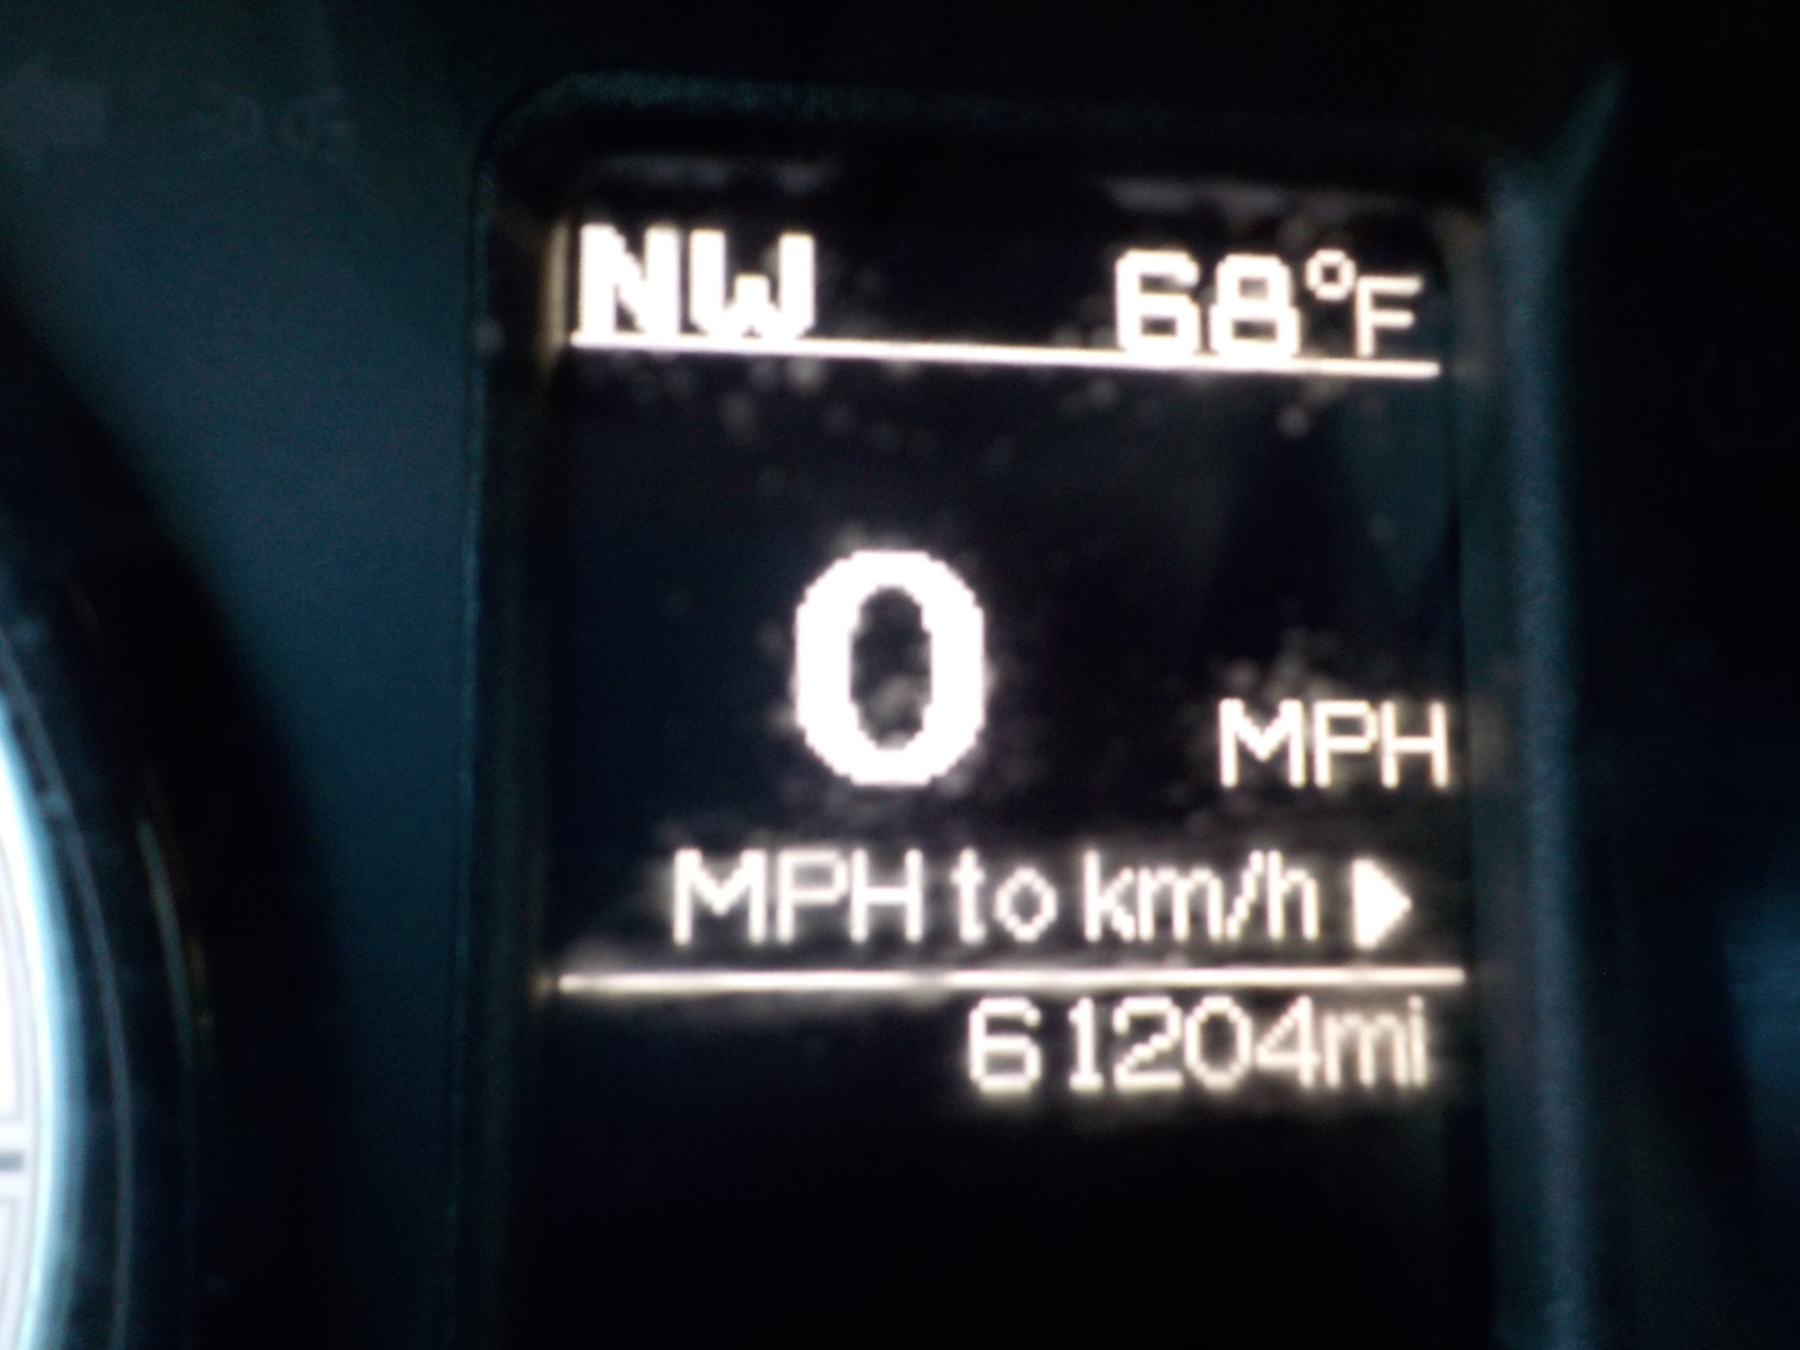 NW 68°F
0 MPH
MPH to km/h ▶
61204mi